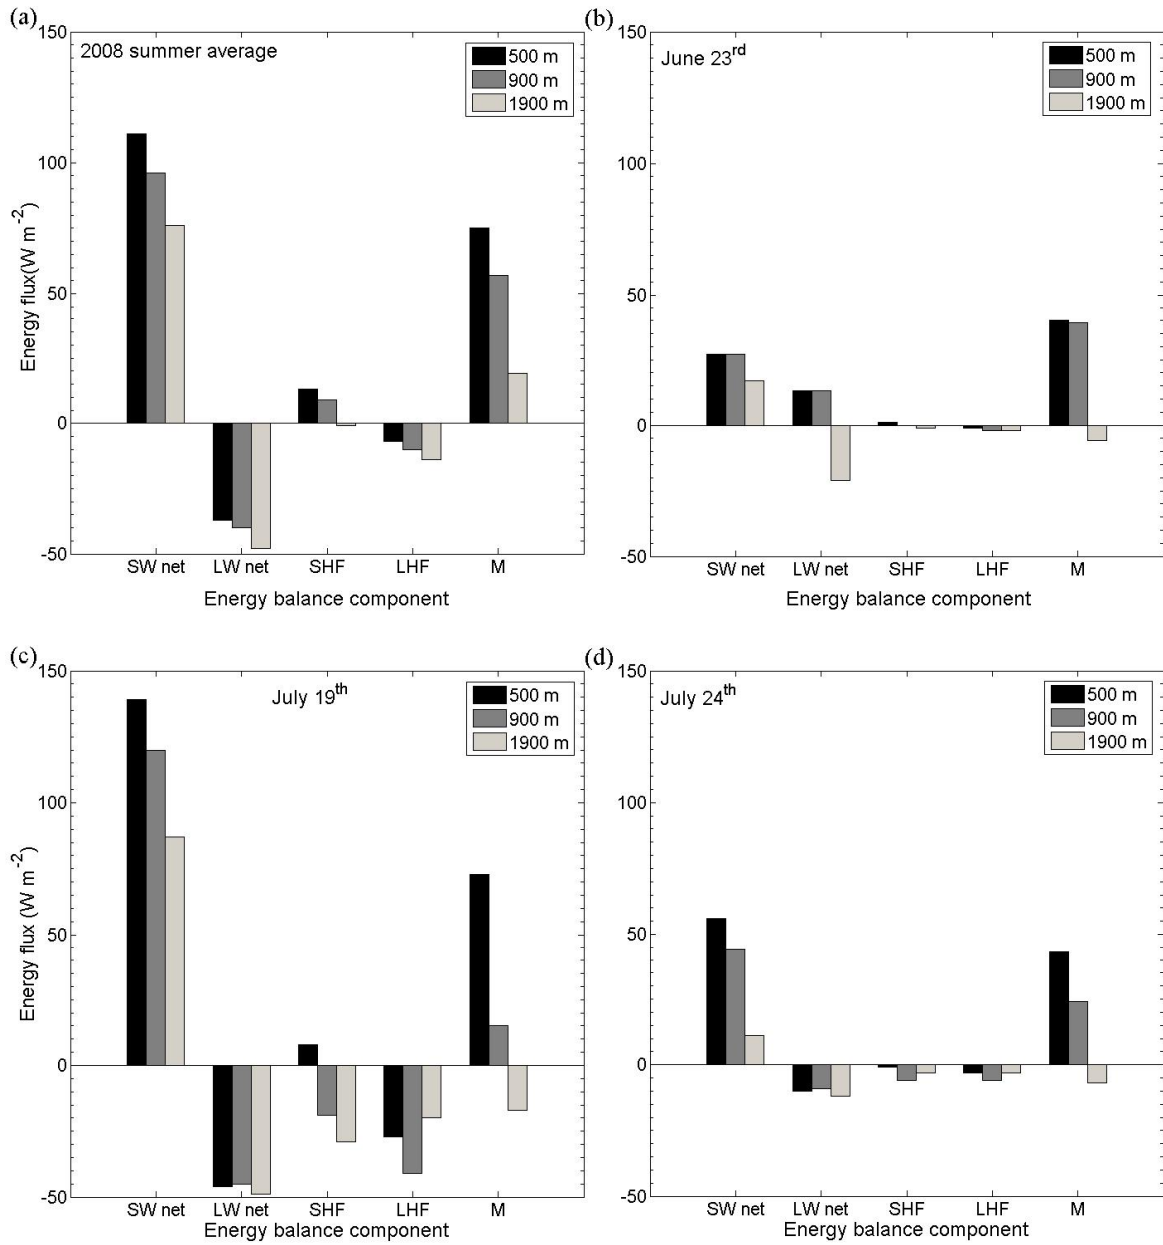 (a)
2008 summer average
500 m
900 m
1900 m
150
100
50
0
-50
Energy flux(W m⁻²)
SW net LW net SHF LHF M
Energy balance component
(b)
June 23rd
500 m
900 m
1900 m
150
100
50
0
-50
SW net LW net SHF LHF M
Energy balance component
(c)
July 19th
500 m
900 m
1900 m
150
100
50
0
-50
Energy flux (W m⁻²)
SW net LW net SHF LHF M
Energy balance component
(d)
July 24th
500 m
900 m
1900 m
150
100
50
0
-50
SW net LW net SHF LHF M
Energy balance component